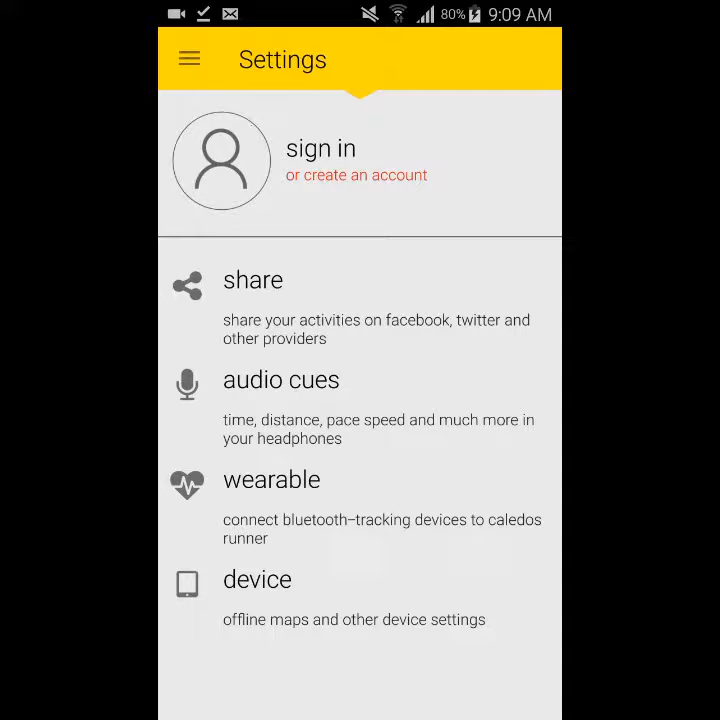 80% 9:09 AM
Settings
sign in
or create an account
share
share your activities on facebook, twitter and
other providers
audio cues
time, distance, pace speed and much more in
your headphones
wearable
connect bluetooth-tracking devices to caledos
runner
device
offline maps and other device settings